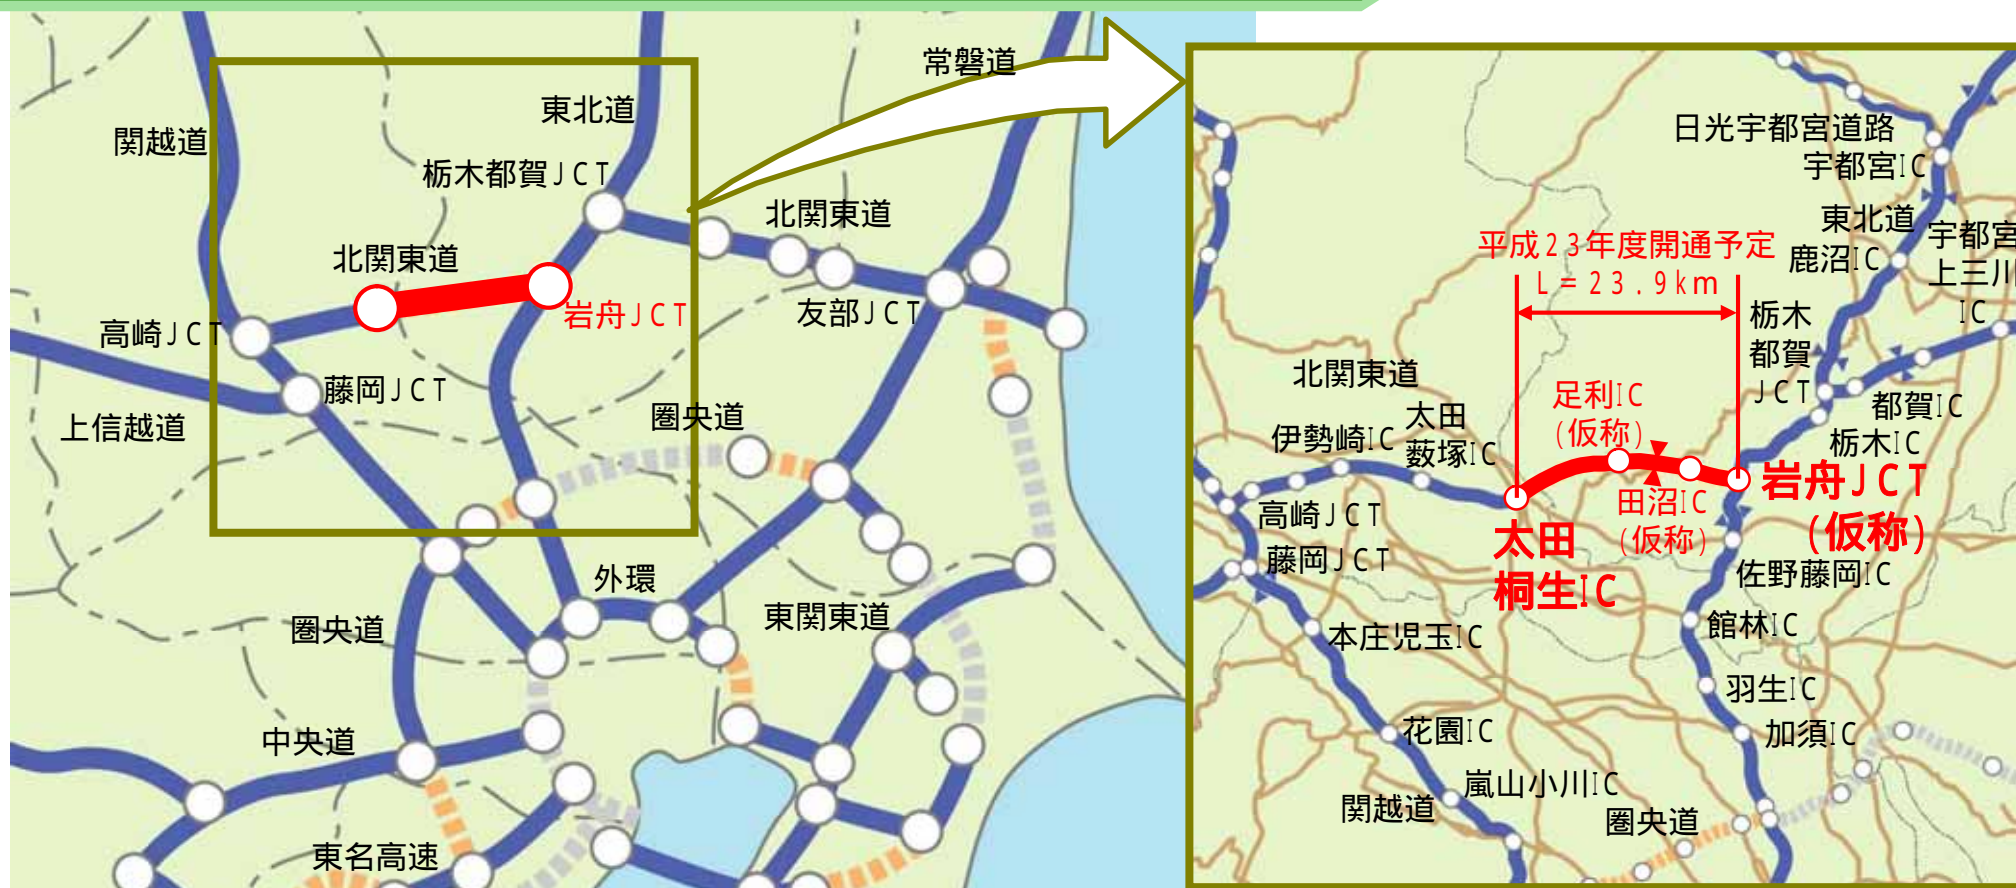 常磐道
関越道
東北道
栃木都賀JCT
北関東道
北関東道
岩舟JCT
高崎JCT
友部JCT
藤岡JCT
上信越道
圏央道
外環
東関東道
圏央道
中央道
東名高速
日光宇都宮道路
宇都宮IC
東北道
鹿沼IC
宇都宮
上三川
IC
平成23年度開通予定
L=23.9km
栃木
都賀
JCT
都賀IC
栃木IC
北関東道
伊勢崎IC
太田
薮塚IC
足利IC
(仮称)
田沼IC
(仮称)
岩舟JCT
(仮称)
太田
桐生IC
高崎JCT
藤岡JCT
佐野藤岡IC
館林IC
本庄児玉IC
羽生IC
花園IC
加須IC
嵐山小川IC
関越道
圏央道